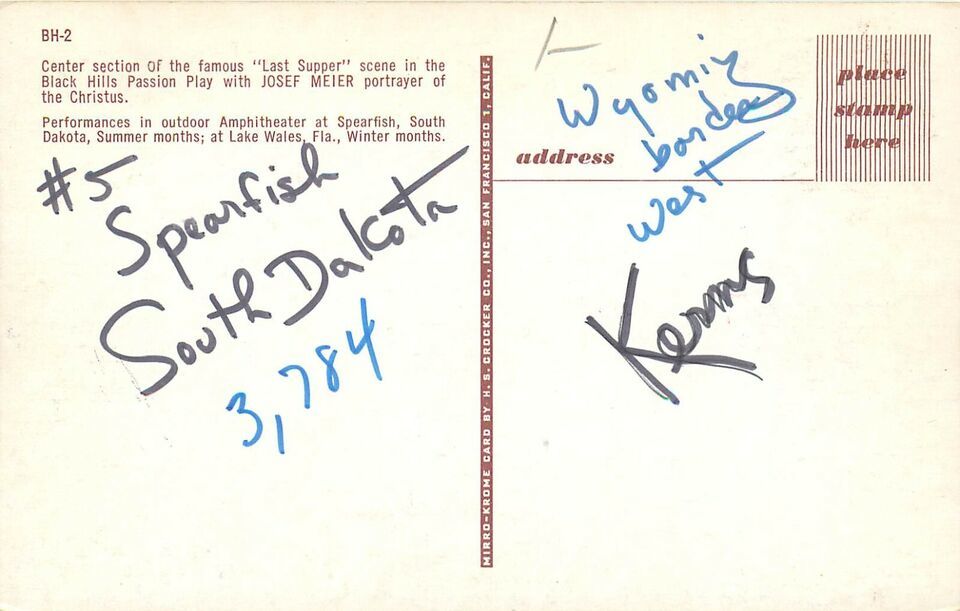 BH-2
Center section of the famous "Last Supper" scene in the
Black Hills Passion Play with JOSEF MEIER portrayer of
the Christus.
Performances in outdoor Amphitheater at Spearfish, South
Dakota, Summer months; at Lake Wales, Fla., Winter months.
#5
Spearfish
South Dakota
3,784
MIRRO-KROME CARD BY H. S. CROCKER CO., INC., SAN FRANCISCO 1, CALIF.
Wyoming
border
west
address
place
stamp
here